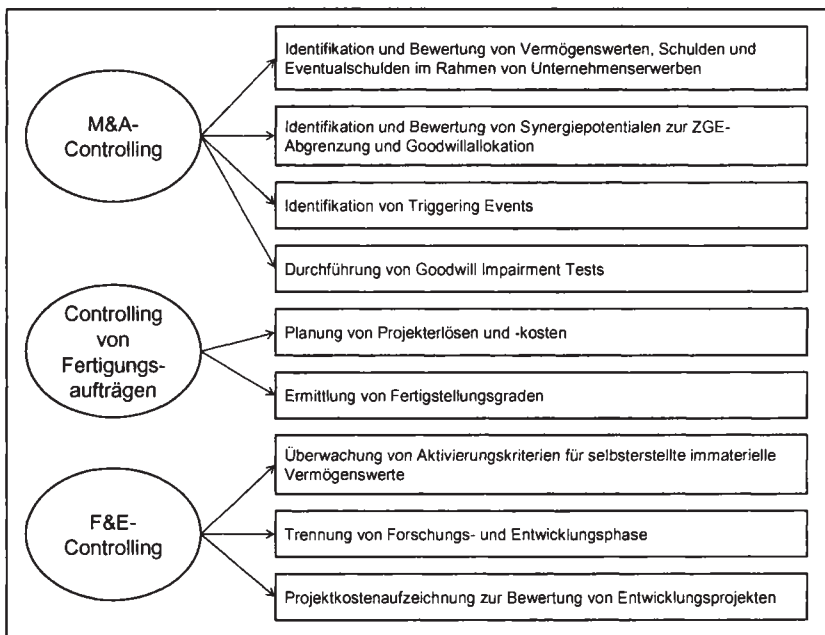 M&A-
Controlling
Identifikation und Bewertung von Vermögenswerten, Schulden und
Eventualschulden im Rahmen von Unternehmenserwerben
Identifikation und Bewertung von Synergiepotentialen zur ZGE-
Abgrenzung und Goodwillallokation
Identifikation von Triggering Events
Durchführung von Goodwill Impairment Tests
Controlling
von
Fertigungs-
aufträgen
Planung von Projekterlösen und -kosten
Ermittlung von Fertigstellungsgraden
F&E-
Controlling
Überwachung von Aktivierungskriterien für selbsterstellte immaterielle
Vermögenswerte
Trennung von Forschungs- und Entwicklungsphase
Projektkostenaufzeichnung zur Bewertung von Entwicklungsprojekten